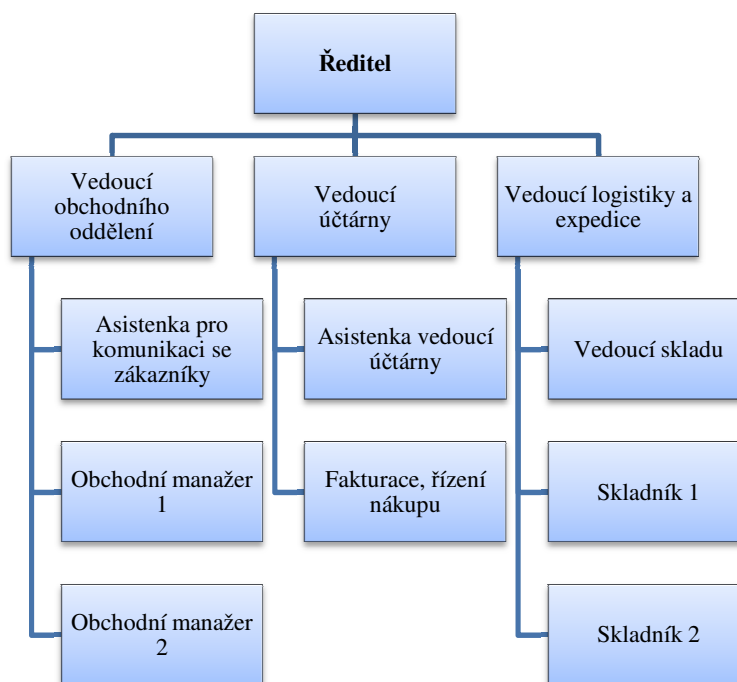 Ředitel
Vedoucí
obchodního
oddělení
Vedoucí
účtárny
Vedoucí logistiky a
expedice
Asistenka pro
komunikaci se
zákazníky
Asistenka vedoucí
účtárny
Vedoucí skladu
Obchodní manažer
1
Fakturace, řízení
nákupu
Skladník 1
Obchodní manažer
2
Skladník 2